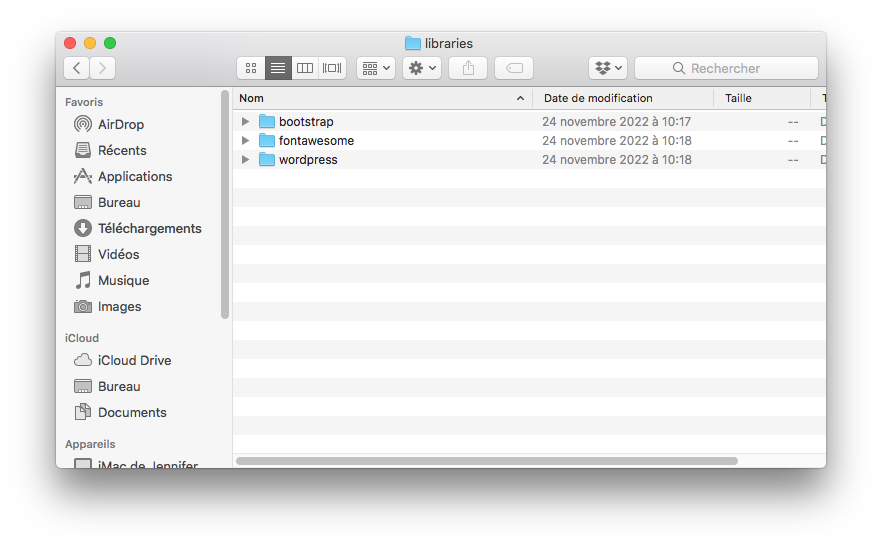 libraries
Rechercher
Favoris
AirDrop
Récents
Applications
Bureau
Téléchargements
Vidéos
Musique
Images
iCloud
iCloud Drive
Bureau
Documents
Appareils
iMac de Jennifer
Nom Date de modification Taille
bootstrap 24 novembre 2022 à 10:17 --
fontawesome 24 novembre 2022 à 10:18 --
wordpress 24 novembre 2022 à 10:18 --